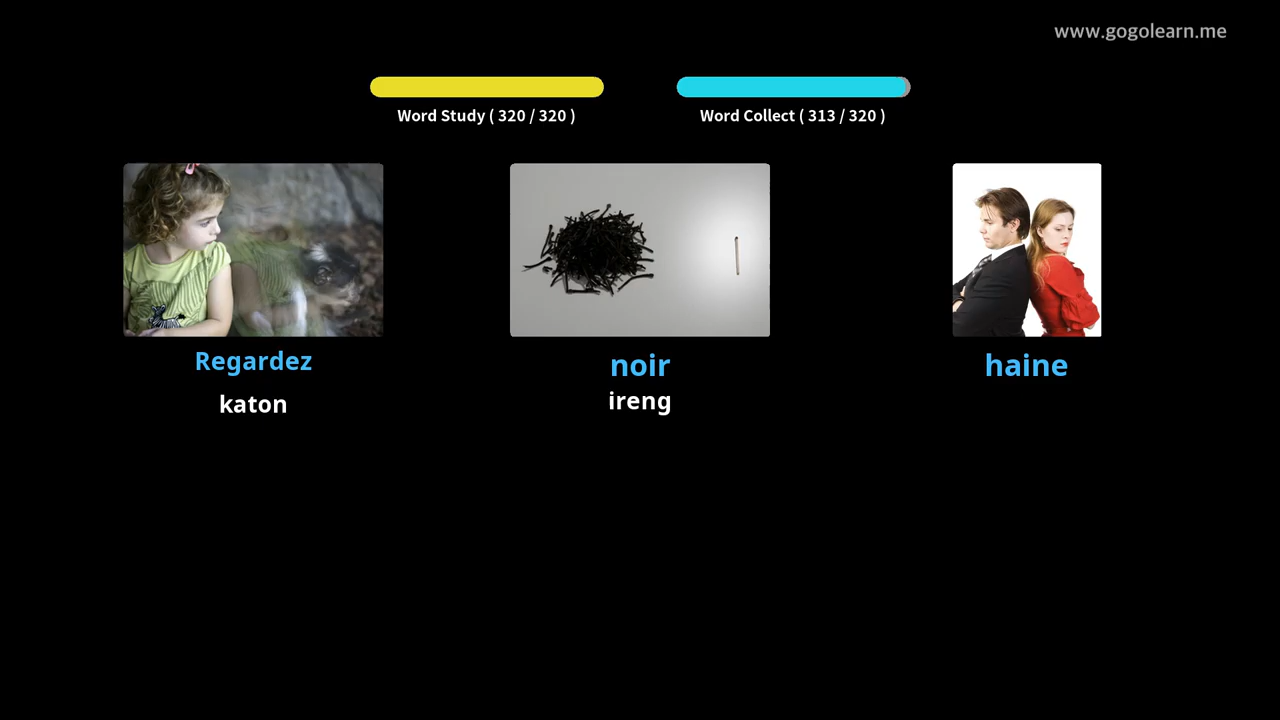 www.gogolearn.me
Word Study ( 320 / 320 )
Word Collect ( 313 / 320 )
Regardez
katon
noir
ireng
haine